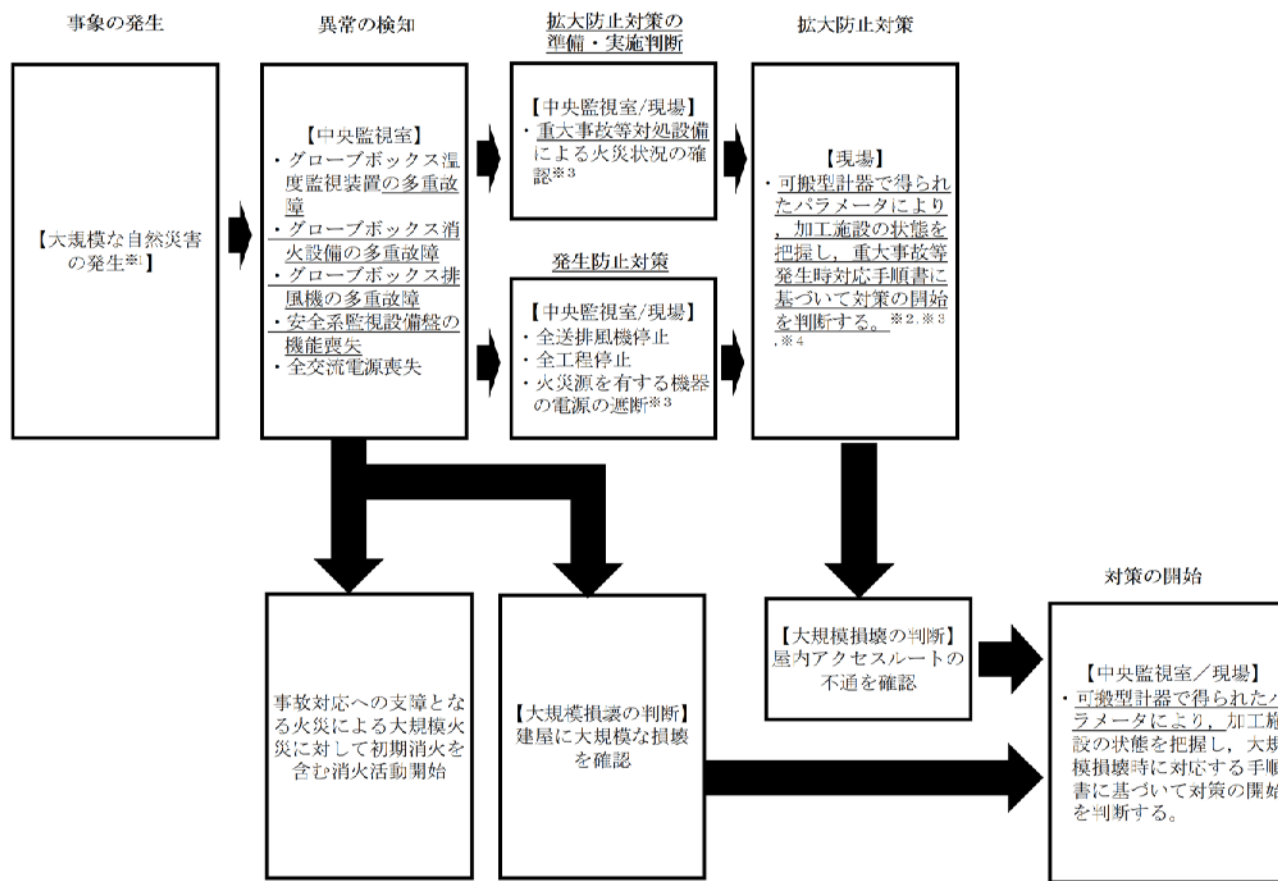 事象の発生
異常の検知
拡大防止対策の
準備・実施判断
拡大防止対策
【大規模な自然災害
の発生※1】
【中央監視室】
・グローブボックス温
度監視装置の多重故
障
・グローブボックス消
火設備の多重故障
・グローブボックス排
風機の多重故障
・安全系監視設備盤の
機能喪失
・全交流電源喪失
【中央監視室/現場】
・重大事故等対処設備
による火災状況の確
認※3
発生防止対策
【中央監視室/現場】
・全送排風機停止
・全工程停止
・火災源を有する機器
の電源の遮断※3
【現場】
・可搬型計器で得られ
たパラメータにより
，加工施設の状態を
把握し，重大事故等
発生時対応手順書に
基づいて対策の開始
を判断する。※2,※3
,※4
事故対応への支障とな
る火災による大規模火
災に対して初期消火を
含む消火活動開始
【大規模損壊の判断】
建屋に大規模な損壊
を確認
【大規模損壊の判断】
屋内アクセスルートの
不通を確認
対策の開始
【中央監視室／現場】
・可搬型計器で得られたパ
ラメータにより，加工施
設の状態を把握し，大規
模損壊時に対応する手順
書に基づいて対策の開始
を判断する。